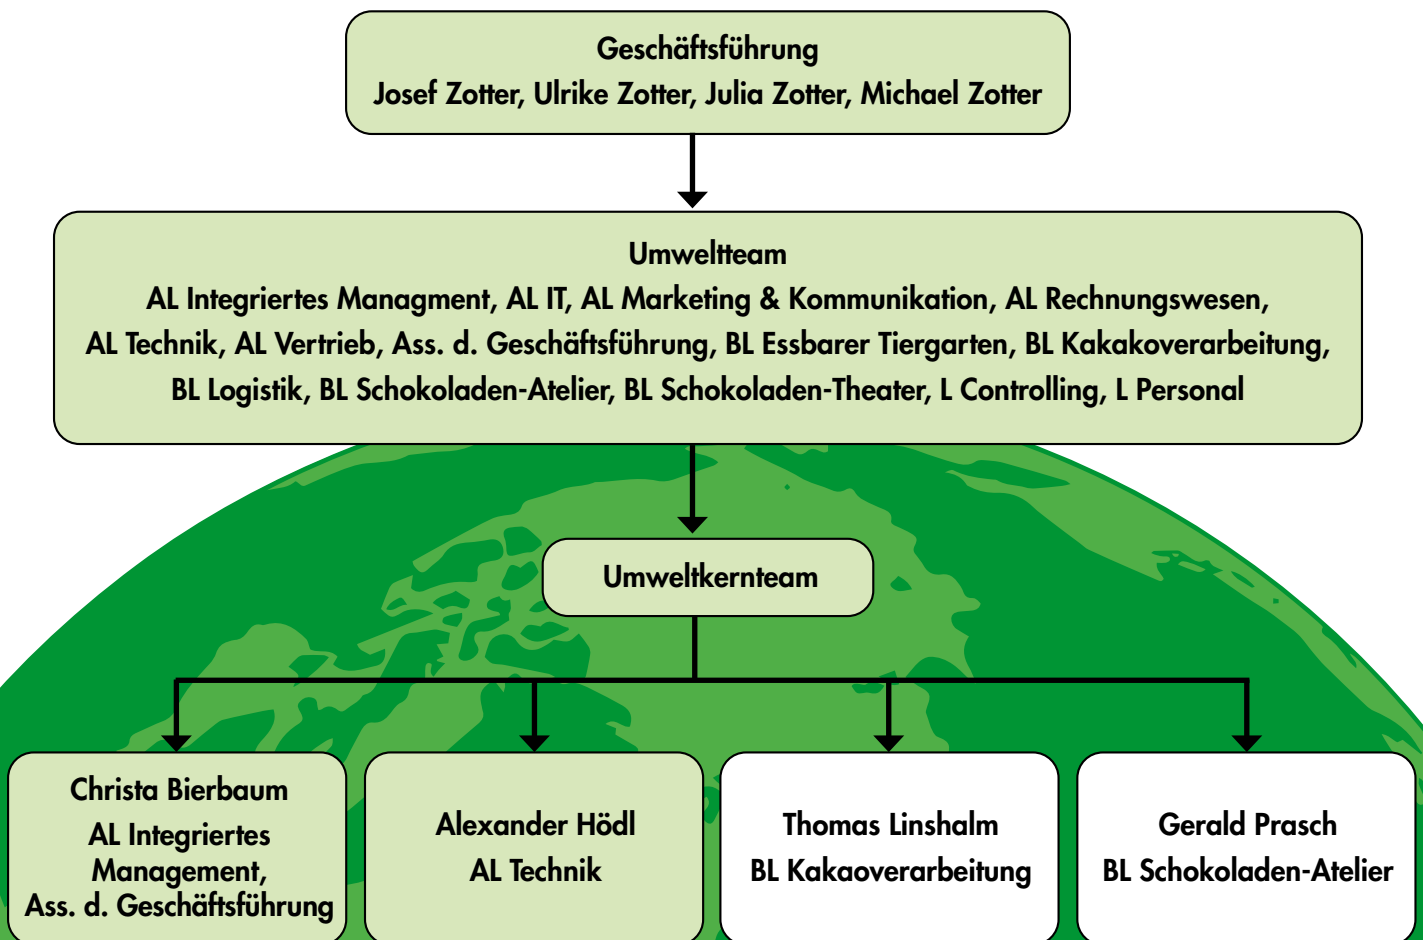 Geschäftsführung
Josef Zotter, Ulrike Zotter, Julia Zotter, Michael Zotter
Umweltteam
AL Integriertes Managment, AL IT, AL Marketing & Kommunikation, AL Rechnungswesen,
AL Technik, AL Vertrieb, Ass. d. Geschäftsführung, BL Essbarer Tiergarten, BL Kakakoverarbeitung,
BL Logistik, BL Schokoladen-Atelier, BL Schokoladen-Theater, L Controlling, L Personal
Umweltkernteam
Christa Bierbaum
AL Integriertes
Management,
Ass. d. Geschäftsführung
Alexander Hödl
AL Technik
Thomas Linshalm
BL Kakaoverarbeitung
Gerald Prasch
BL Schokoladen-Atelier